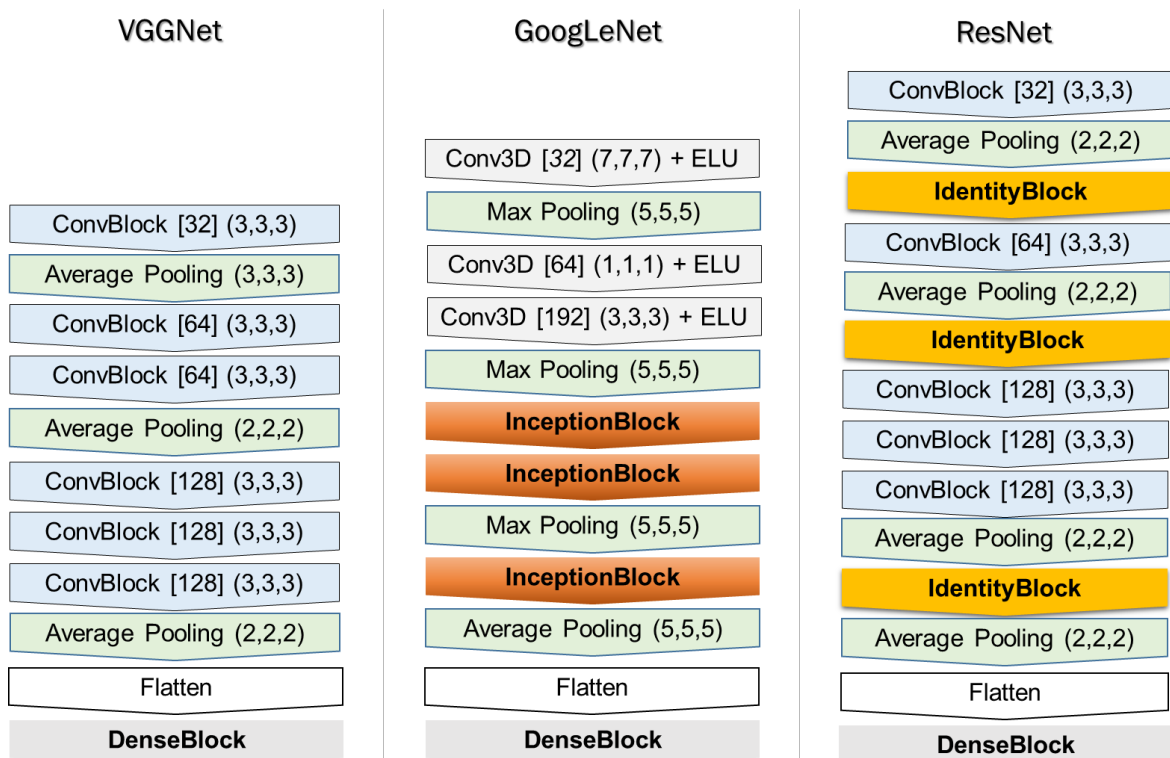 VGGNet
ConvBlock [32] (3,3,3)
Average Pooling (3,3,3)
ConvBlock [64] (3,3,3)
ConvBlock [64] (3,3,3)
Average Pooling (2,2,2)
ConvBlock [128] (3,3,3)
ConvBlock [128] (3,3,3)
ConvBlock [128] (3,3,3)
Average Pooling (2,2,2)
Flatten
DenseBlock
GoogLeNet
Conv3D [32] (7,7,7) + ELU
Max Pooling (5,5,5)
Conv3D [64] (1,1,1) + ELU
Conv3D [192] (3,3,3) + ELU
Max Pooling (5,5,5)
InceptionBlock
InceptionBlock
Max Pooling (5,5,5)
InceptionBlock
Average Pooling (5,5,5)
Flatten
DenseBlock
ResNet
ConvBlock [32] (3,3,3)
Average Pooling (2,2,2)
IdentityBlock
ConvBlock [64] (3,3,3)
Average Pooling (2,2,2)
IdentityBlock
ConvBlock [128] (3,3,3)
ConvBlock [128] (3,3,3)
ConvBlock [128] (3,3,3)
Average Pooling (2,2,2)
IdentityBlock
Average Pooling (2,2,2)
Flatten
DenseBlock